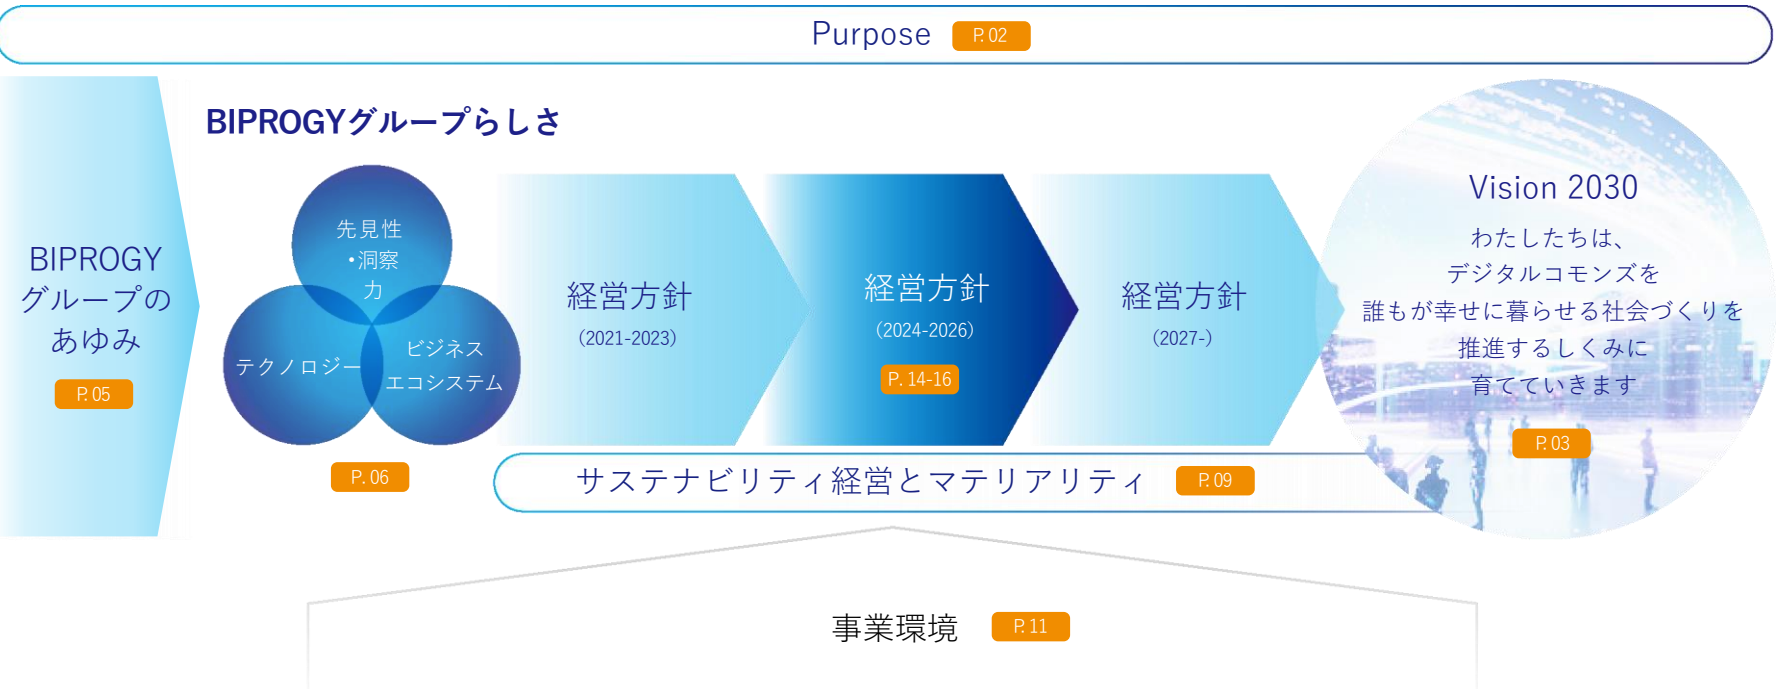 Purpose P.02
BIPROGY
グループの
あゆみ
P.05
BIPROGYグループらしさ
先見性
・洞察
力
テクノロジー
ビジネス
エコシステム
P.06
経営方針
(2021-2023)
経営方針
(2024-2026)
P.14-16
経営方針
(2027-)
Vision 2030
わたしたちは、
デジタルコモンズを
誰もが幸せに暮らせる社会づくりを
推進するしくみに
育てていきます
P.03
サステナビリティ経営とマテリアリティ P.09
事業環境 P.11